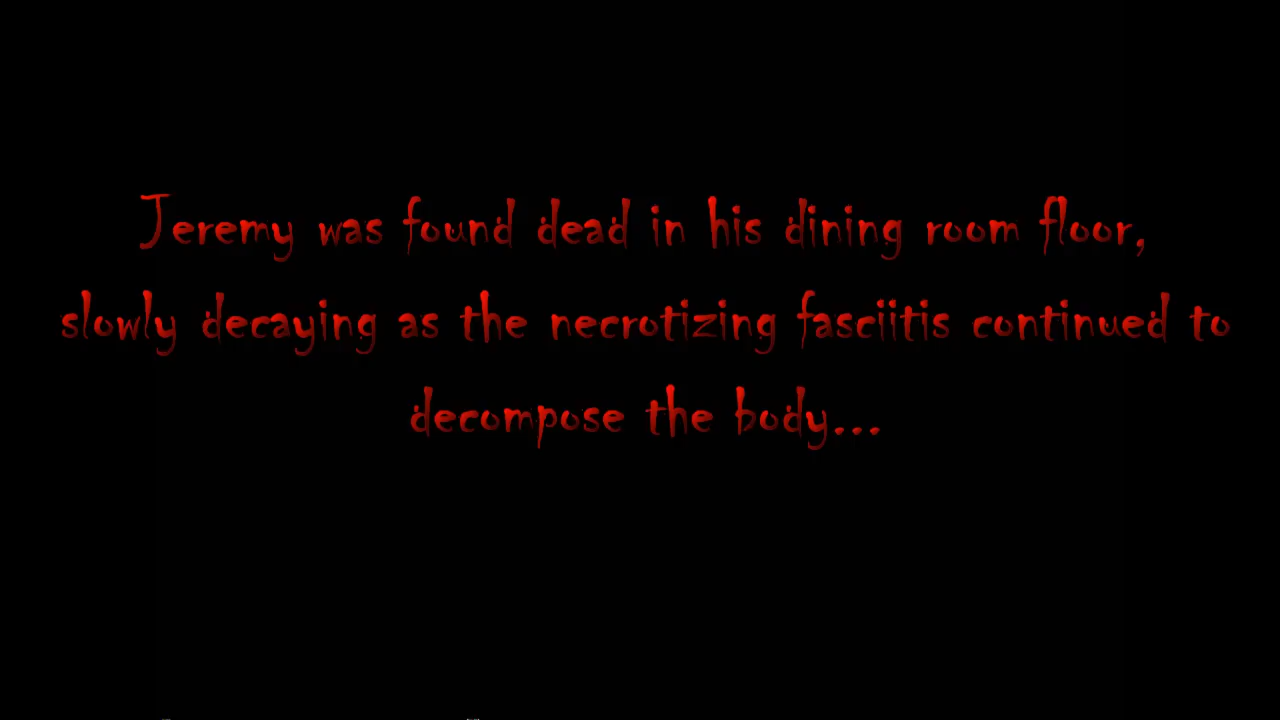 Jeremy was found dead in his dining room floor,
slowly decaying as the necrotizing fasciitis continued to
decompose the body...